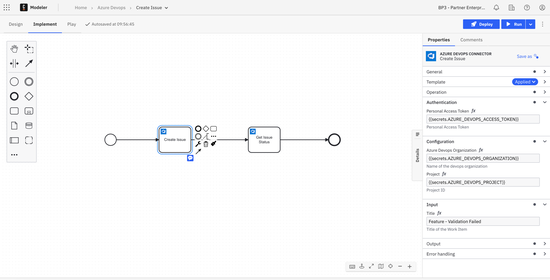 Modeler
Home
Azure Devops
Create Issue
BP3 - Partner Enterpr...
Design
Implement
Play
Autosaved at 09:56:45
Deploy
Run
Create Issue
Get Issue
Status
Details
Properties
Comments
AZURE DEVOPS CONNECTOR
Create Issue
Save as
General
Template
Applied
Operation
Authentication
Personal Access Token fx
{{secrets.AZURE_DEVOPS_ACCESS_TOKEN}}
Personal Access Token
Configuration
Azure Devops Organization fx
{{secrets.AZURE_DEVOPS_ORGANIZATION}}
Name of the devops organization
Project fx
{{secrets.AZURE_DEVOPS_PROJECT}}
Project ID
Input
Title fx
Feature - Validation Failed
Title of the Work Item
Output
Error handling